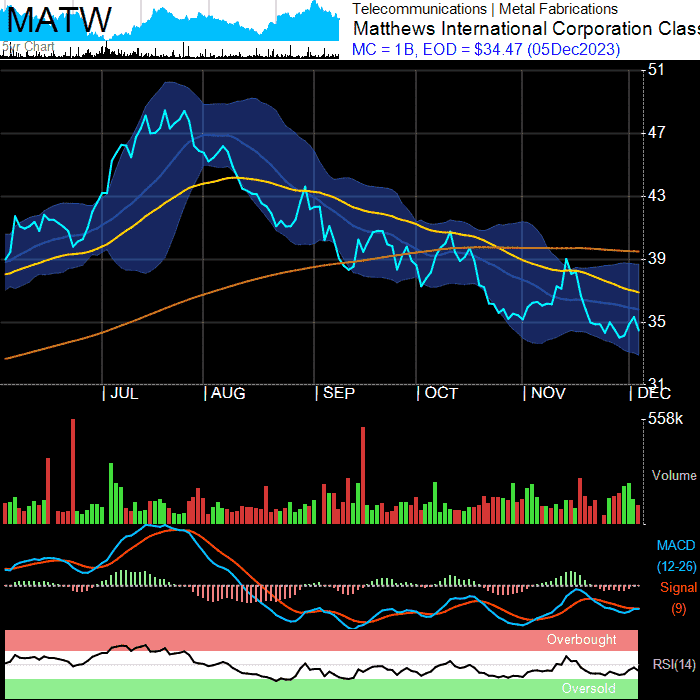 MATW
5yr Chart
Telecommunications | Metal Fabrications
Matthews International Corporation Clas
MC = 1B, EOD = $34.47 (05Dec2023)
51
47
43
39
35
31
JUL
AUG
SEP
OCT
NOV
DEC
558k
Volume
MACD
(12-26)
Signal
(9)
Overbought
RSI(14)
Oversold